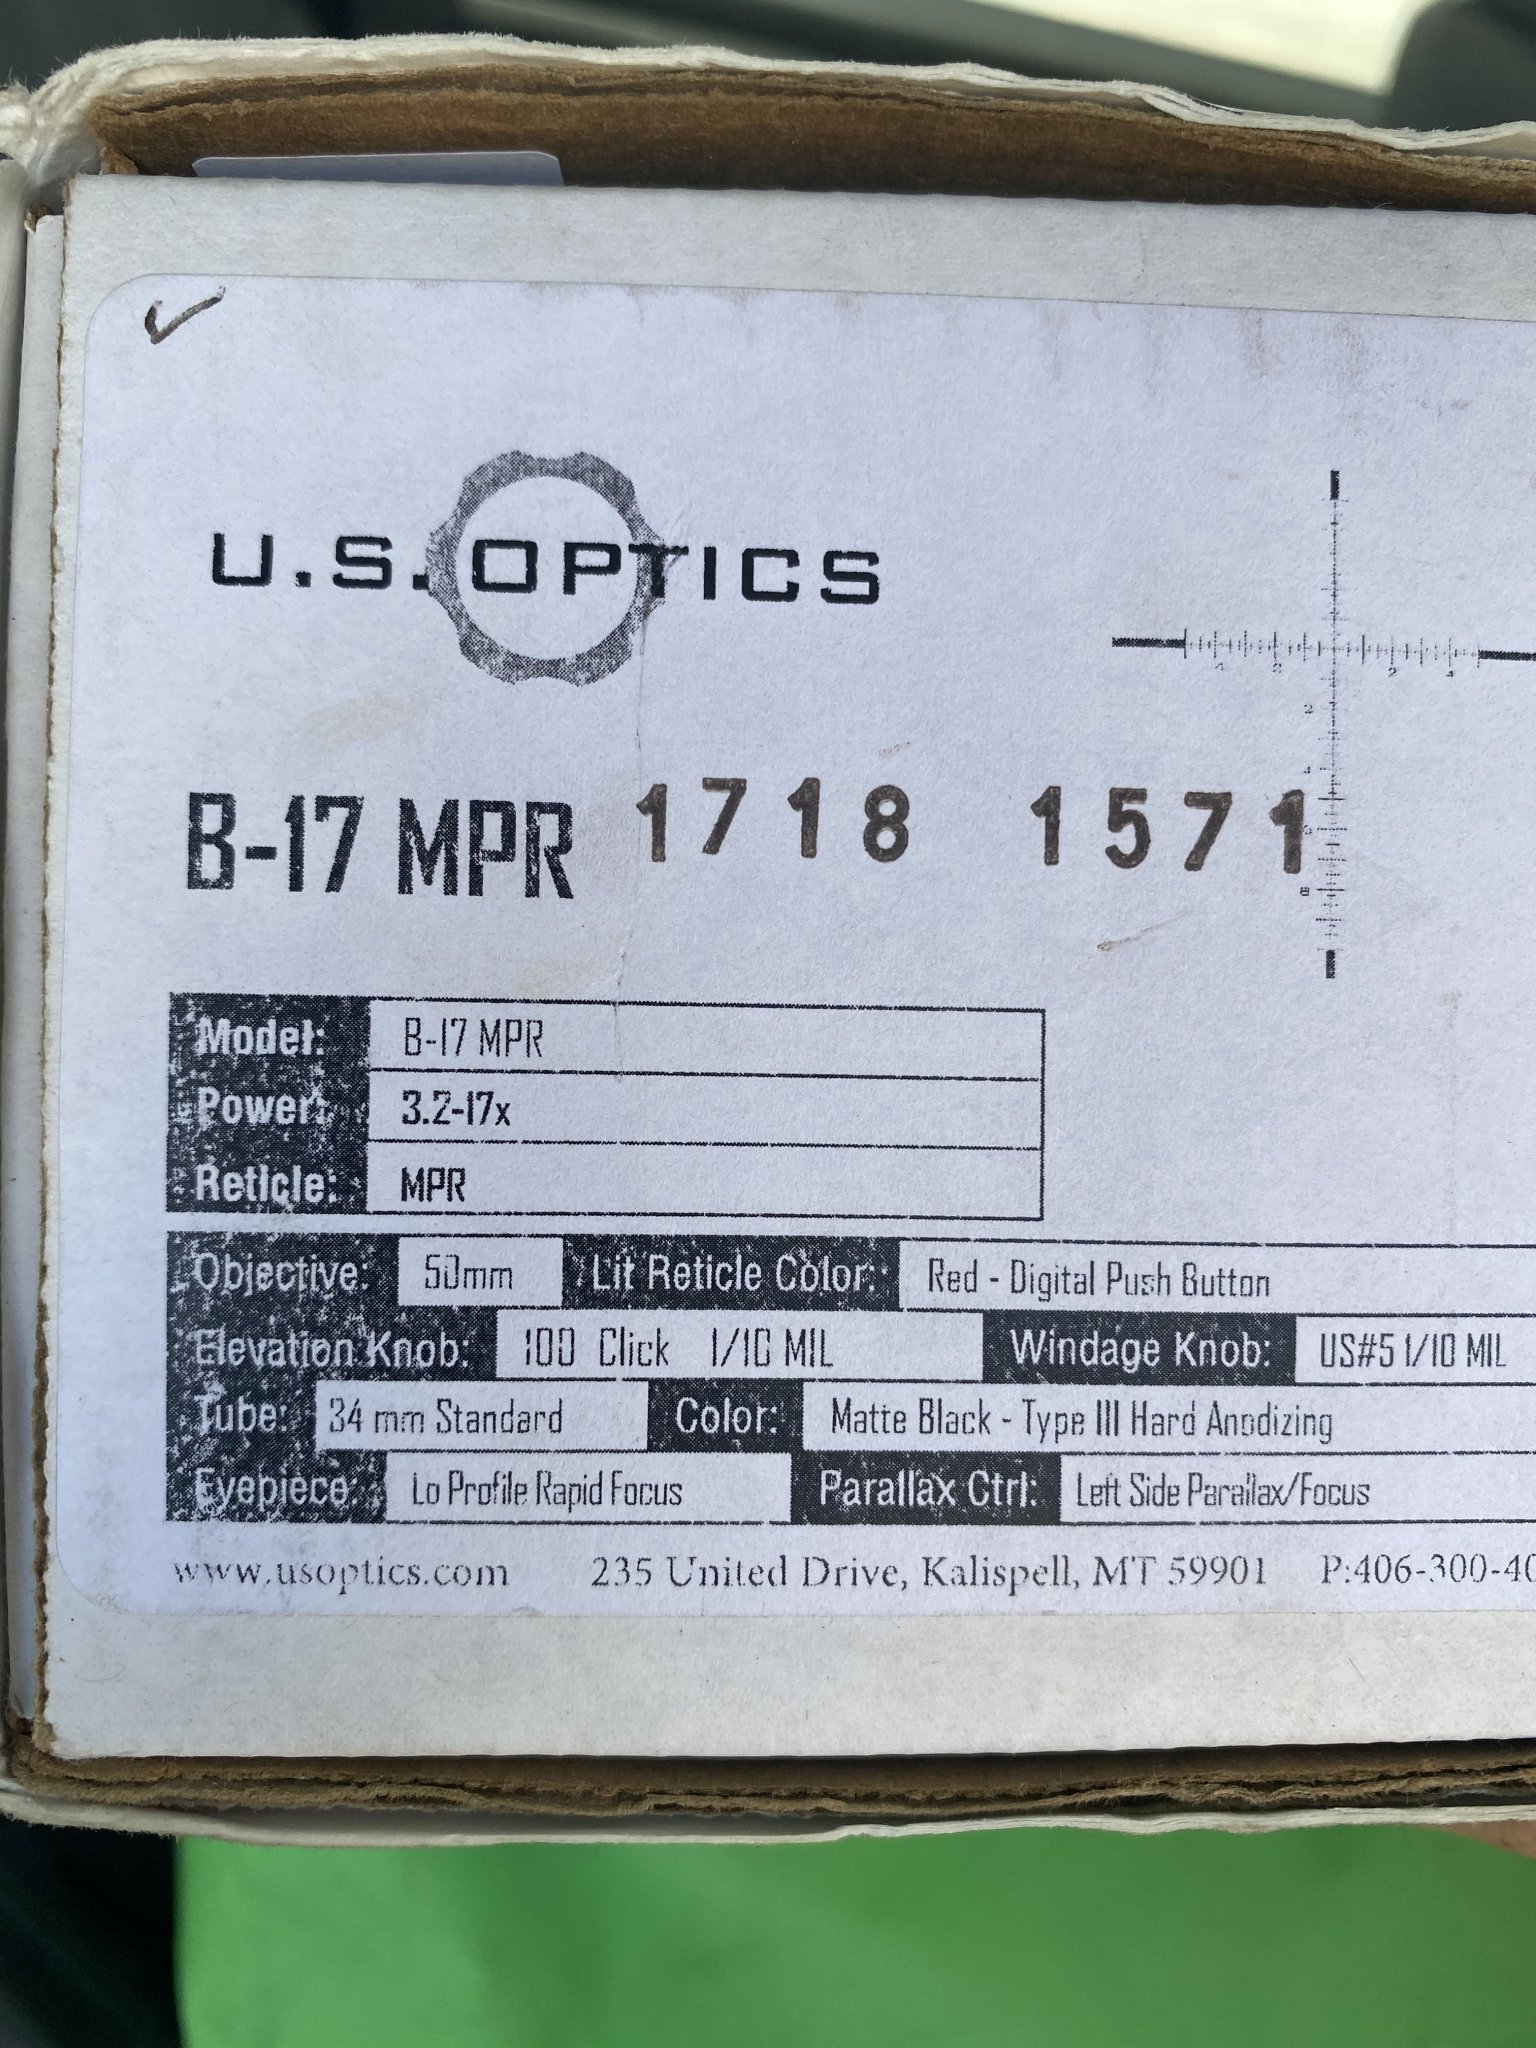 U.S. OPTICS
B-17 MPR 1718 1571
Model: B-17 MPR
Power: 3.2-17x
Reticle: MPR
Objective: 50mm Lit Reticle Color: Red - Digital Push Button
Elevation Knob: 100 Click 1/10 MIL Windage Knob: US#5 1/10 MIL
Tube: 34 mm Standard Color: Matte Black - Type III Hard Anodizing
Eyepiece: Lo Profile Rapid Focus Parallax Ctrl: Left Side Parallax/Focus
www.usoptics.com 235 United Drive, Kalispell, MT 59901 P:406-300-40